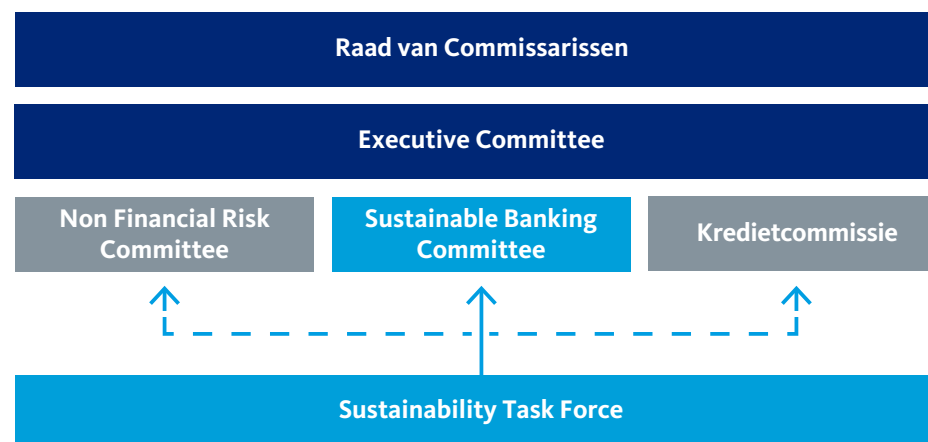 Raad van Commissarissen
Executive Committee
Non Financial Risk
Committee
Sustainable Banking
Committee
Kredietcommissie
Sustainability Task Force